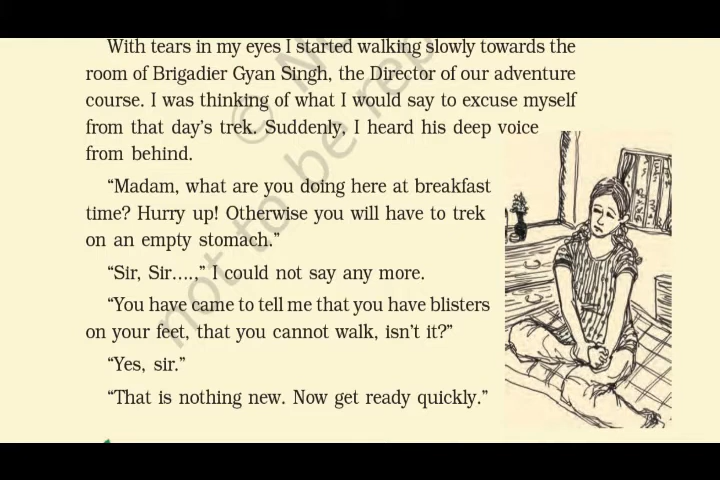 With tears in my eyes I started walking slowly towards the
room of Brigadier Gyan Singh, the Director of our adventure
course. I was thinking of what I would say to excuse myself
from that day's trek. Suddenly, I heard his deep voice
from behind.
"Madam, what are you doing here at breakfast
time? Hurry up! Otherwise you will have to trek
on an empty stomach."
"Sir, Sir....," I could not say any more.
"You have came to tell me that you have blisters
on your feet, that you cannot walk, isn't it?"
"Yes, sir."
"That is nothing new. Now get ready quickly."
not to be rep